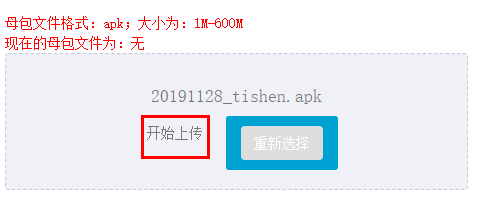 母包文件格式：apk；大小为：1M-600M
现在的母包文件为：无
20191128_tishen.apk
开始上传
重新选择